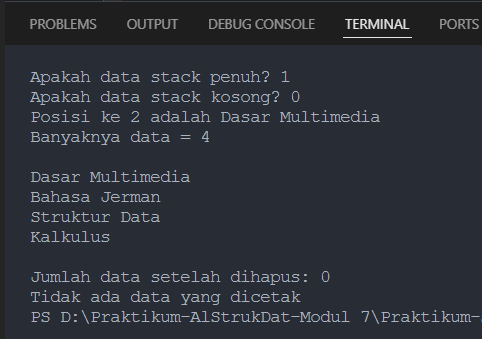 PROBLEMS OUTPUT DEBUG CONSOLE TERMINAL PORTS
Apakah data stack penuh? 1
Apakah data stack kosong? 0
Posisi ke 2 adalah Dasar Multimedia
Banyaknya data = 4
Dasar Multimedia
Bahasa Jerman
Struktur Data
Kalkulus
Jumlah data setelah dihapus: 0
Tidak ada data yang dicetak
PS D:\Praktikum-AlStrukDat-Modul 7\Praktikum-